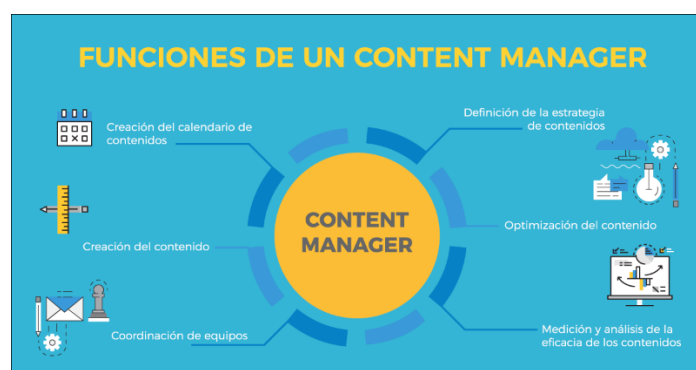 FUNCIONES DE UN CONTENT MANAGER
Creación del calendario de
contenidos
Definición de la estrategia
de contenidos
CONTENT
MANAGER
Creación del contenido
Optimización del contenido
Coordinación de equipos
Medición y análisis de la
eficacia de los contenidos